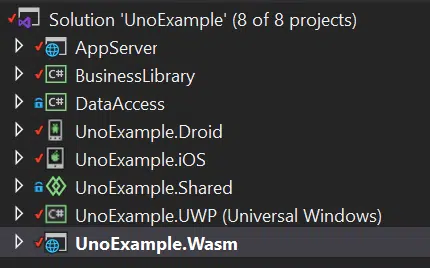 Solution 'UnoExample' (8 of 8 projects)
AppServer
C# BusinessLibrary
C# DataAccess
UnoExample.Droid
UnoExample.iOS
UnoExample.Shared
C# UnoExample.UWP (Universal Windows)
UnoExample.Wasm